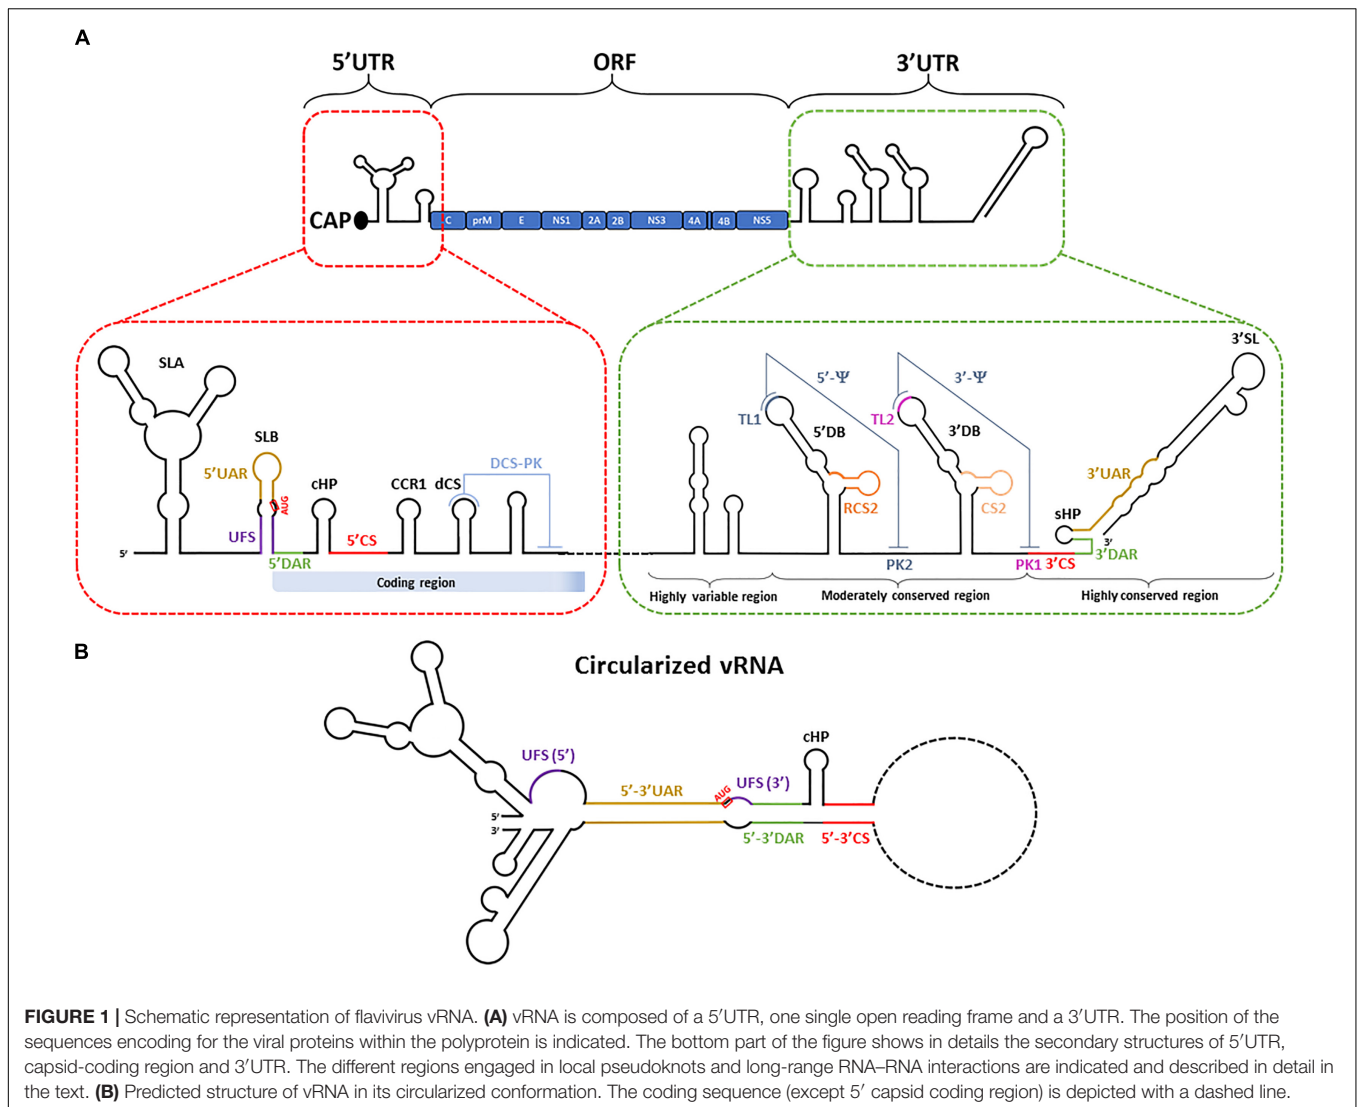 A
5′UTR
ORF
3′UTR
CAP
C
prM
E
NS1
2A
2B
NS3
4A
4B
NS5
SLA
SLB
5′UAR
AUG
cHP
CCR1
dCS
DCS-PK
UFS
5′CS
5′DAR
5′
Coding region
3′SL
5′-Ψ
3′-Ψ
TL1
5′DB
TL2
3′DB
3′UAR
RCS2
CS2
sHP
3′
3′DAR
PK2
PK1
3′CS
Highly variable region
Moderately conserved region
Highly conserved region
B
Circularized vRNA
cHP
UFS (5′)
5′-3′UAR
AUG
UFS (3′)
5′
3′
5′-3′DAR
5′-3′CS
FIGURE 1 | Schematic representation of flavivirus vRNA. (A) vRNA is composed of a 5′UTR, one single open reading frame and a 3′UTR. The position of the
sequences encoding for the viral proteins within the polyprotein is indicated. The bottom part of the figure shows in details the secondary structures of 5′UTR,
capsid-coding region and 3′UTR. The different regions engaged in local pseudoknots and long-range RNA–RNA interactions are indicated and described in detail in
the text. (B) Predicted structure of vRNA in its circularized conformation. The coding sequence (except 5′ capsid coding region) is depicted with a dashed line.